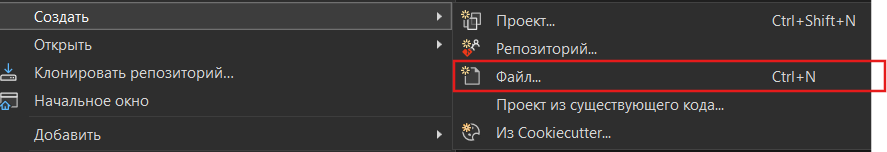 Создать
Открыть
Клонировать репозиторий...
Начальное окно
Добавить
Проект... Ctrl+Shift+N
Репозиторий...
Файл... Ctrl+N
Проект из существующего кода...
Из Cookiecutter...